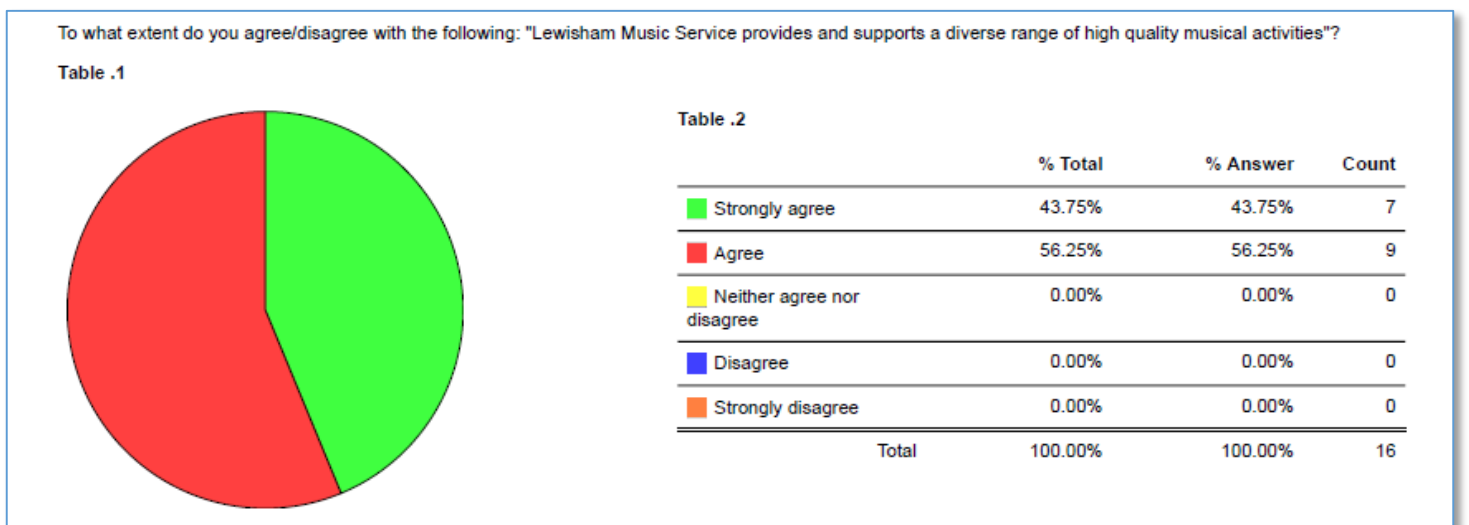 To what extent do you agree/disagree with the following: "Lewisham Music Service provides and supports a diverse range of high quality musical activities"?
Table .1
Table .2
% Total % Answer Count
Strongly agree 43.75% 43.75% 7
Agree 56.25% 56.25% 9
Neither agree nor 0.00% 0.00% 0
disagree
Disagree 0.00% 0.00% 0
Strongly disagree 0.00% 0.00% 0
Total 100.00% 100.00% 16